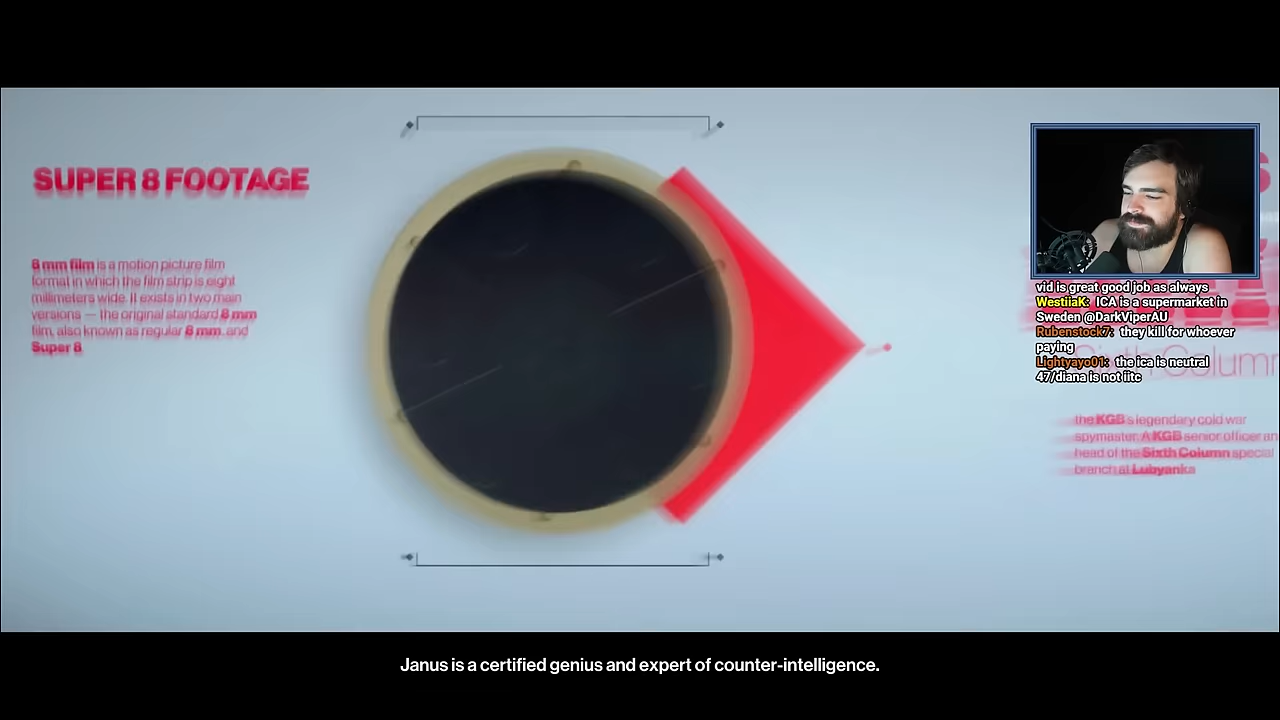 SUPER 8 FOOTAGE
8 mm film is a motion picture film
format in which the film strip is eight
millimeters wide. It exists in two main
versions — the original standard 8 mm
film, also known as regular 8 mm, and
Super 8
vid is great good job as always
WestiiaK: ICA is a supermarket in
Sweden @DarkViperAU
Rubenstock7: they kill for whoever
paying
Lightyayo01: the ica is neutral
47/diana is not iitc
Sixth Column
the KGB's legendary cold war
spymaster. A KGB senior officer an
head of the Sixth Column special
branch at Lubyanka
Janus is a certified genius and expert of counter-intelligence.